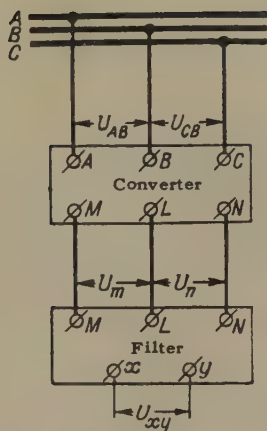 A
B
C
U_AB U_CB
A B C
Converter
M L N
U_m U_n
M L N
Filter
x y
U_xy